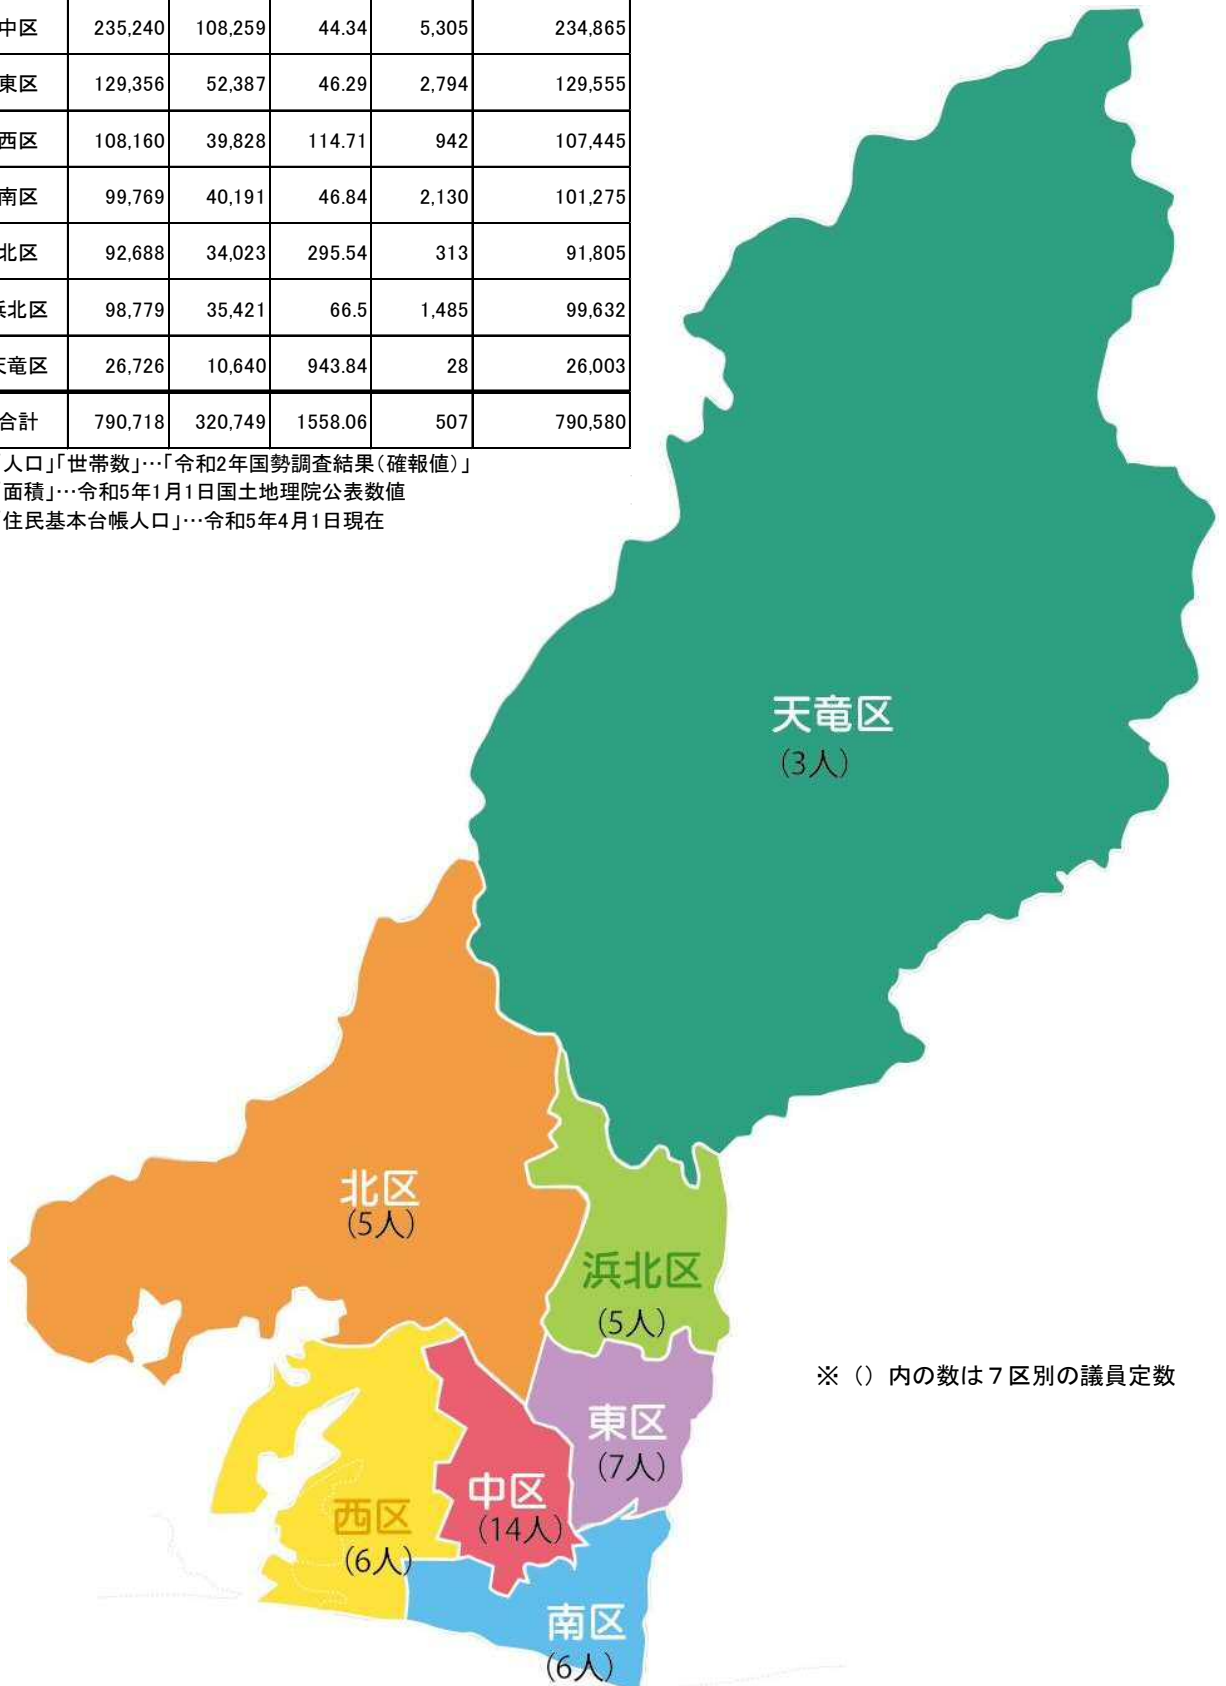 中区 235,240 108,259 44.34 5,305 234,865
東区 129,356 52,387 46.29 2,794 129,555
西区 108,160 39,828 114.71 942 107,445
南区 99,769 40,191 46.84 2,130 101,275
北区 92,688 34,023 295.54 313 91,805
浜北区 98,779 35,421 66.5 1,485 99,632
天竜区 26,726 10,640 943.84 28 26,003
合計 790,718 320,749 1558.06 507 790,580
人口」「世帯数」…「令和2年国勢調査結果（確報値）」
面積」…令和5年1月1日国土地理院公表数値
住民基本台帳人口」…令和5年4月1日現在
天竜区
(3人)
北区
(5人)
浜北区
(5人)
※（）内の数は７区別の議員定数
東区
(7人)
中区
(14人)
西区
(6人)
南区
(6人)